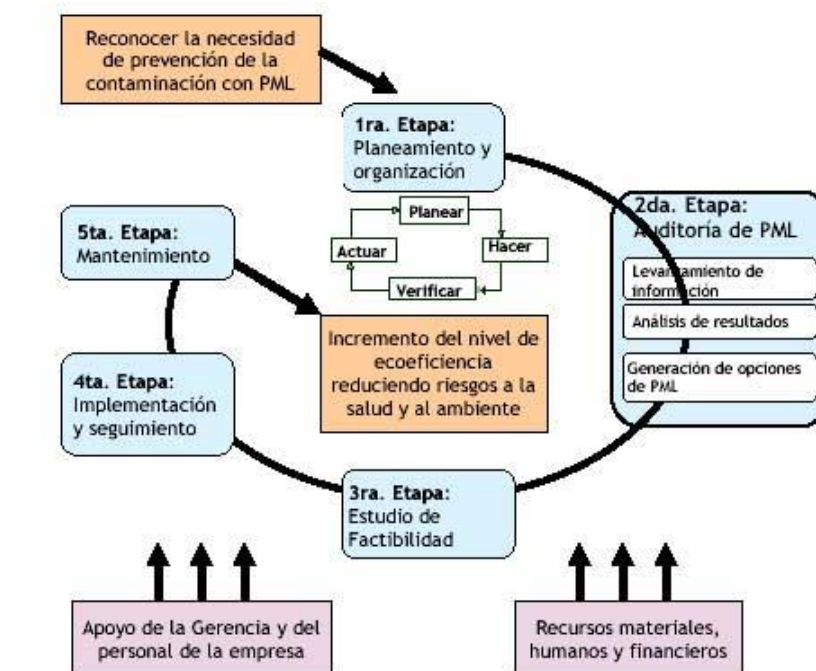 Reconocer la necesidad
de prevención de la
contaminación con PML
1ra. Etapa:
Planeamiento y
organización
2da. Etapa:
Auditoría de PML
Levantamiento de
información
Análisis de resultados
Generación de opciones
de PML
Planear
Hacer
Verificar
Actuar
5ta. Etapa:
Mantenimiento
Incremento del nivel de
ecoeficiencia
reduciendo riesgos a la
salud y al ambiente
4ta. Etapa:
Implementación
y seguimiento
3ra. Etapa:
Estudio de
Factibilidad
Apoyo de la Gerencia y del
personal de la empresa
Recursos materiales,
humanos y financieros